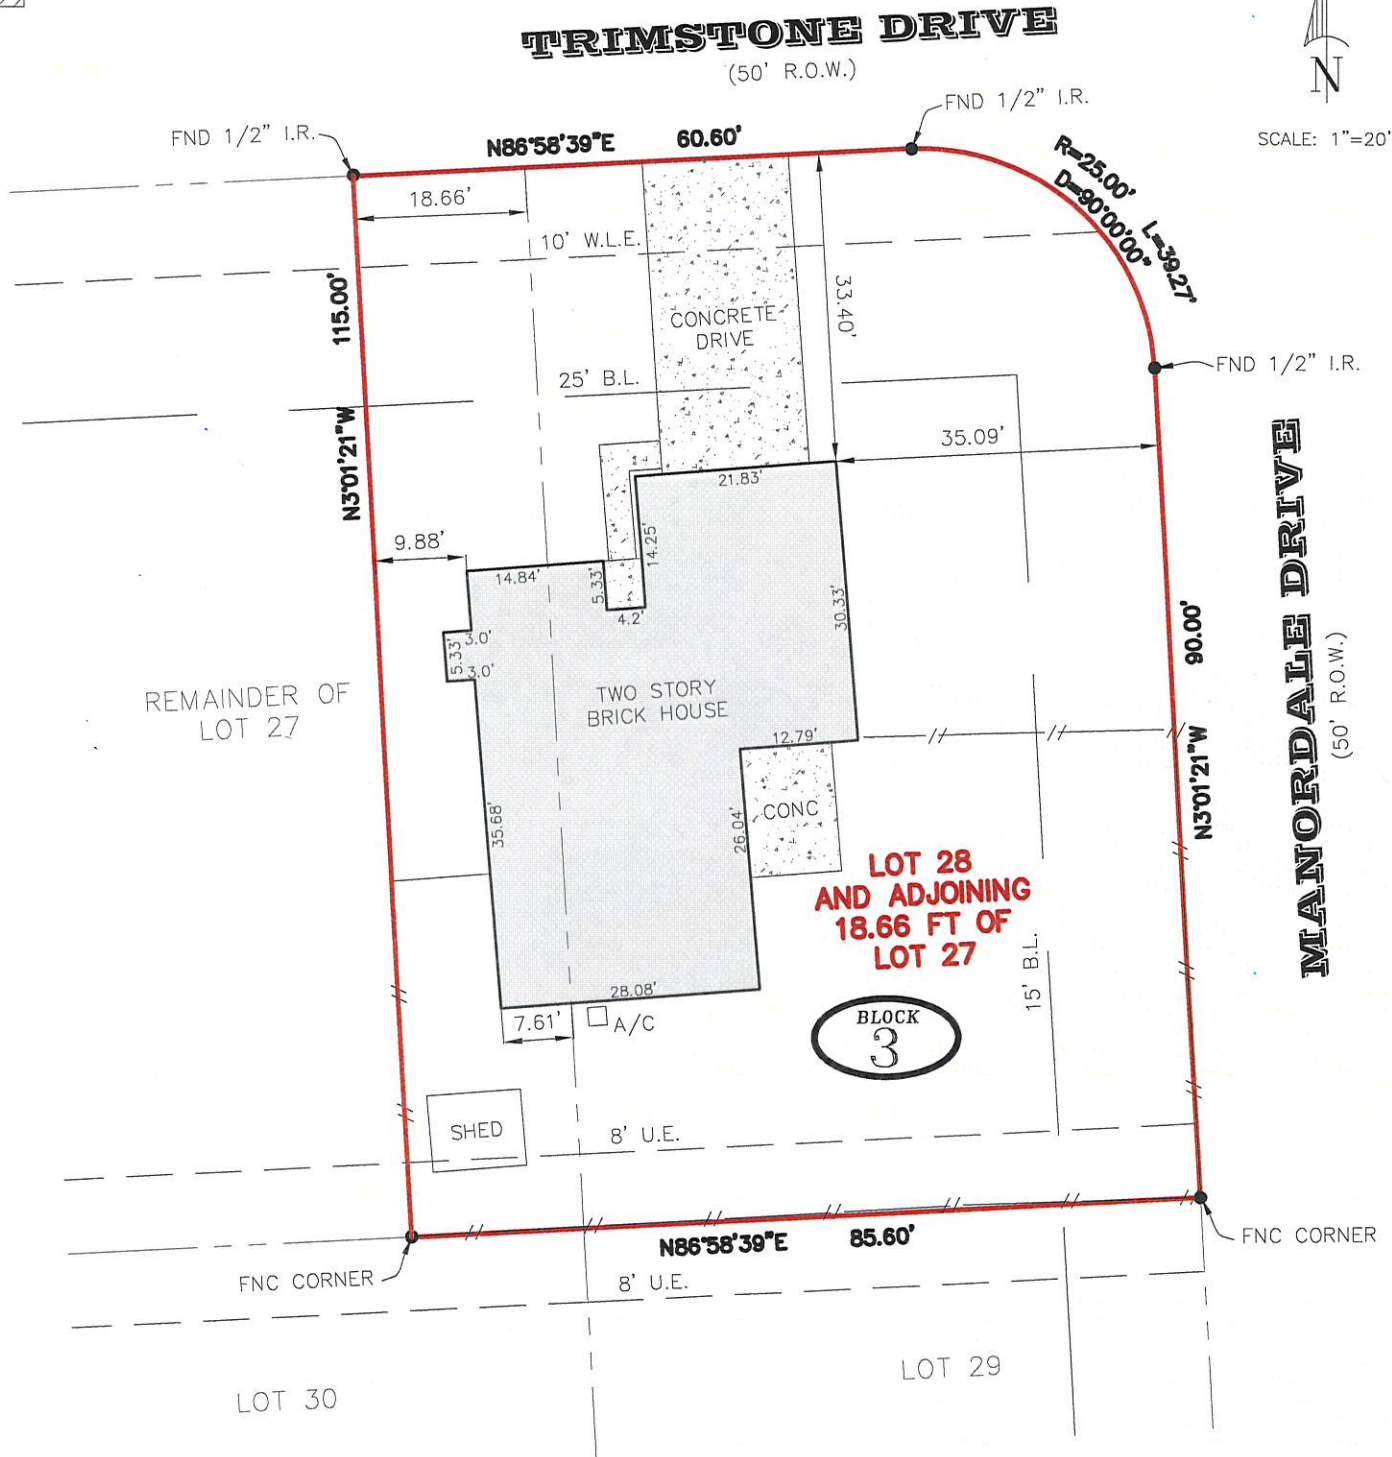 TRIMSTONE DRIVE
(50' R.O.W.)
N
SCALE: 1"=20'
FND 1/2" I.R.
N86°58'39"E 60.60'
FND 1/2" I.R.
R=25.00'
D=90°00'00"
L=39.27'
18.66'
10' W.L.E.
115.00'
N3°01'21"W
CONCRETE
DRIVE
33.40'
25' B.L.
FND 1/2" I.R.
35.09'
21.83'
9.88'
14.84'
5.33'
14.25'
4.2'
30.33'
3.0'
5.33'
3.0'
REMAINDER OF
LOT 27
TWO STORY
BRICK HOUSE
12.79'
90.00'
N3°01'21"W
MANORDALE DRIVE
(50' R.O.W.)
35.68'
26.04'
CONC
LOT 28
AND ADJOINING
18.66 FT OF
LOT 27
15' B.L.
28.08'
7.61'
A/C
BLOCK
3
SHED
8' U.E.
N86°58'39"E 85.60'
FNC CORNER
FNC CORNER
8' U.E.
LOT 30
LOT 29